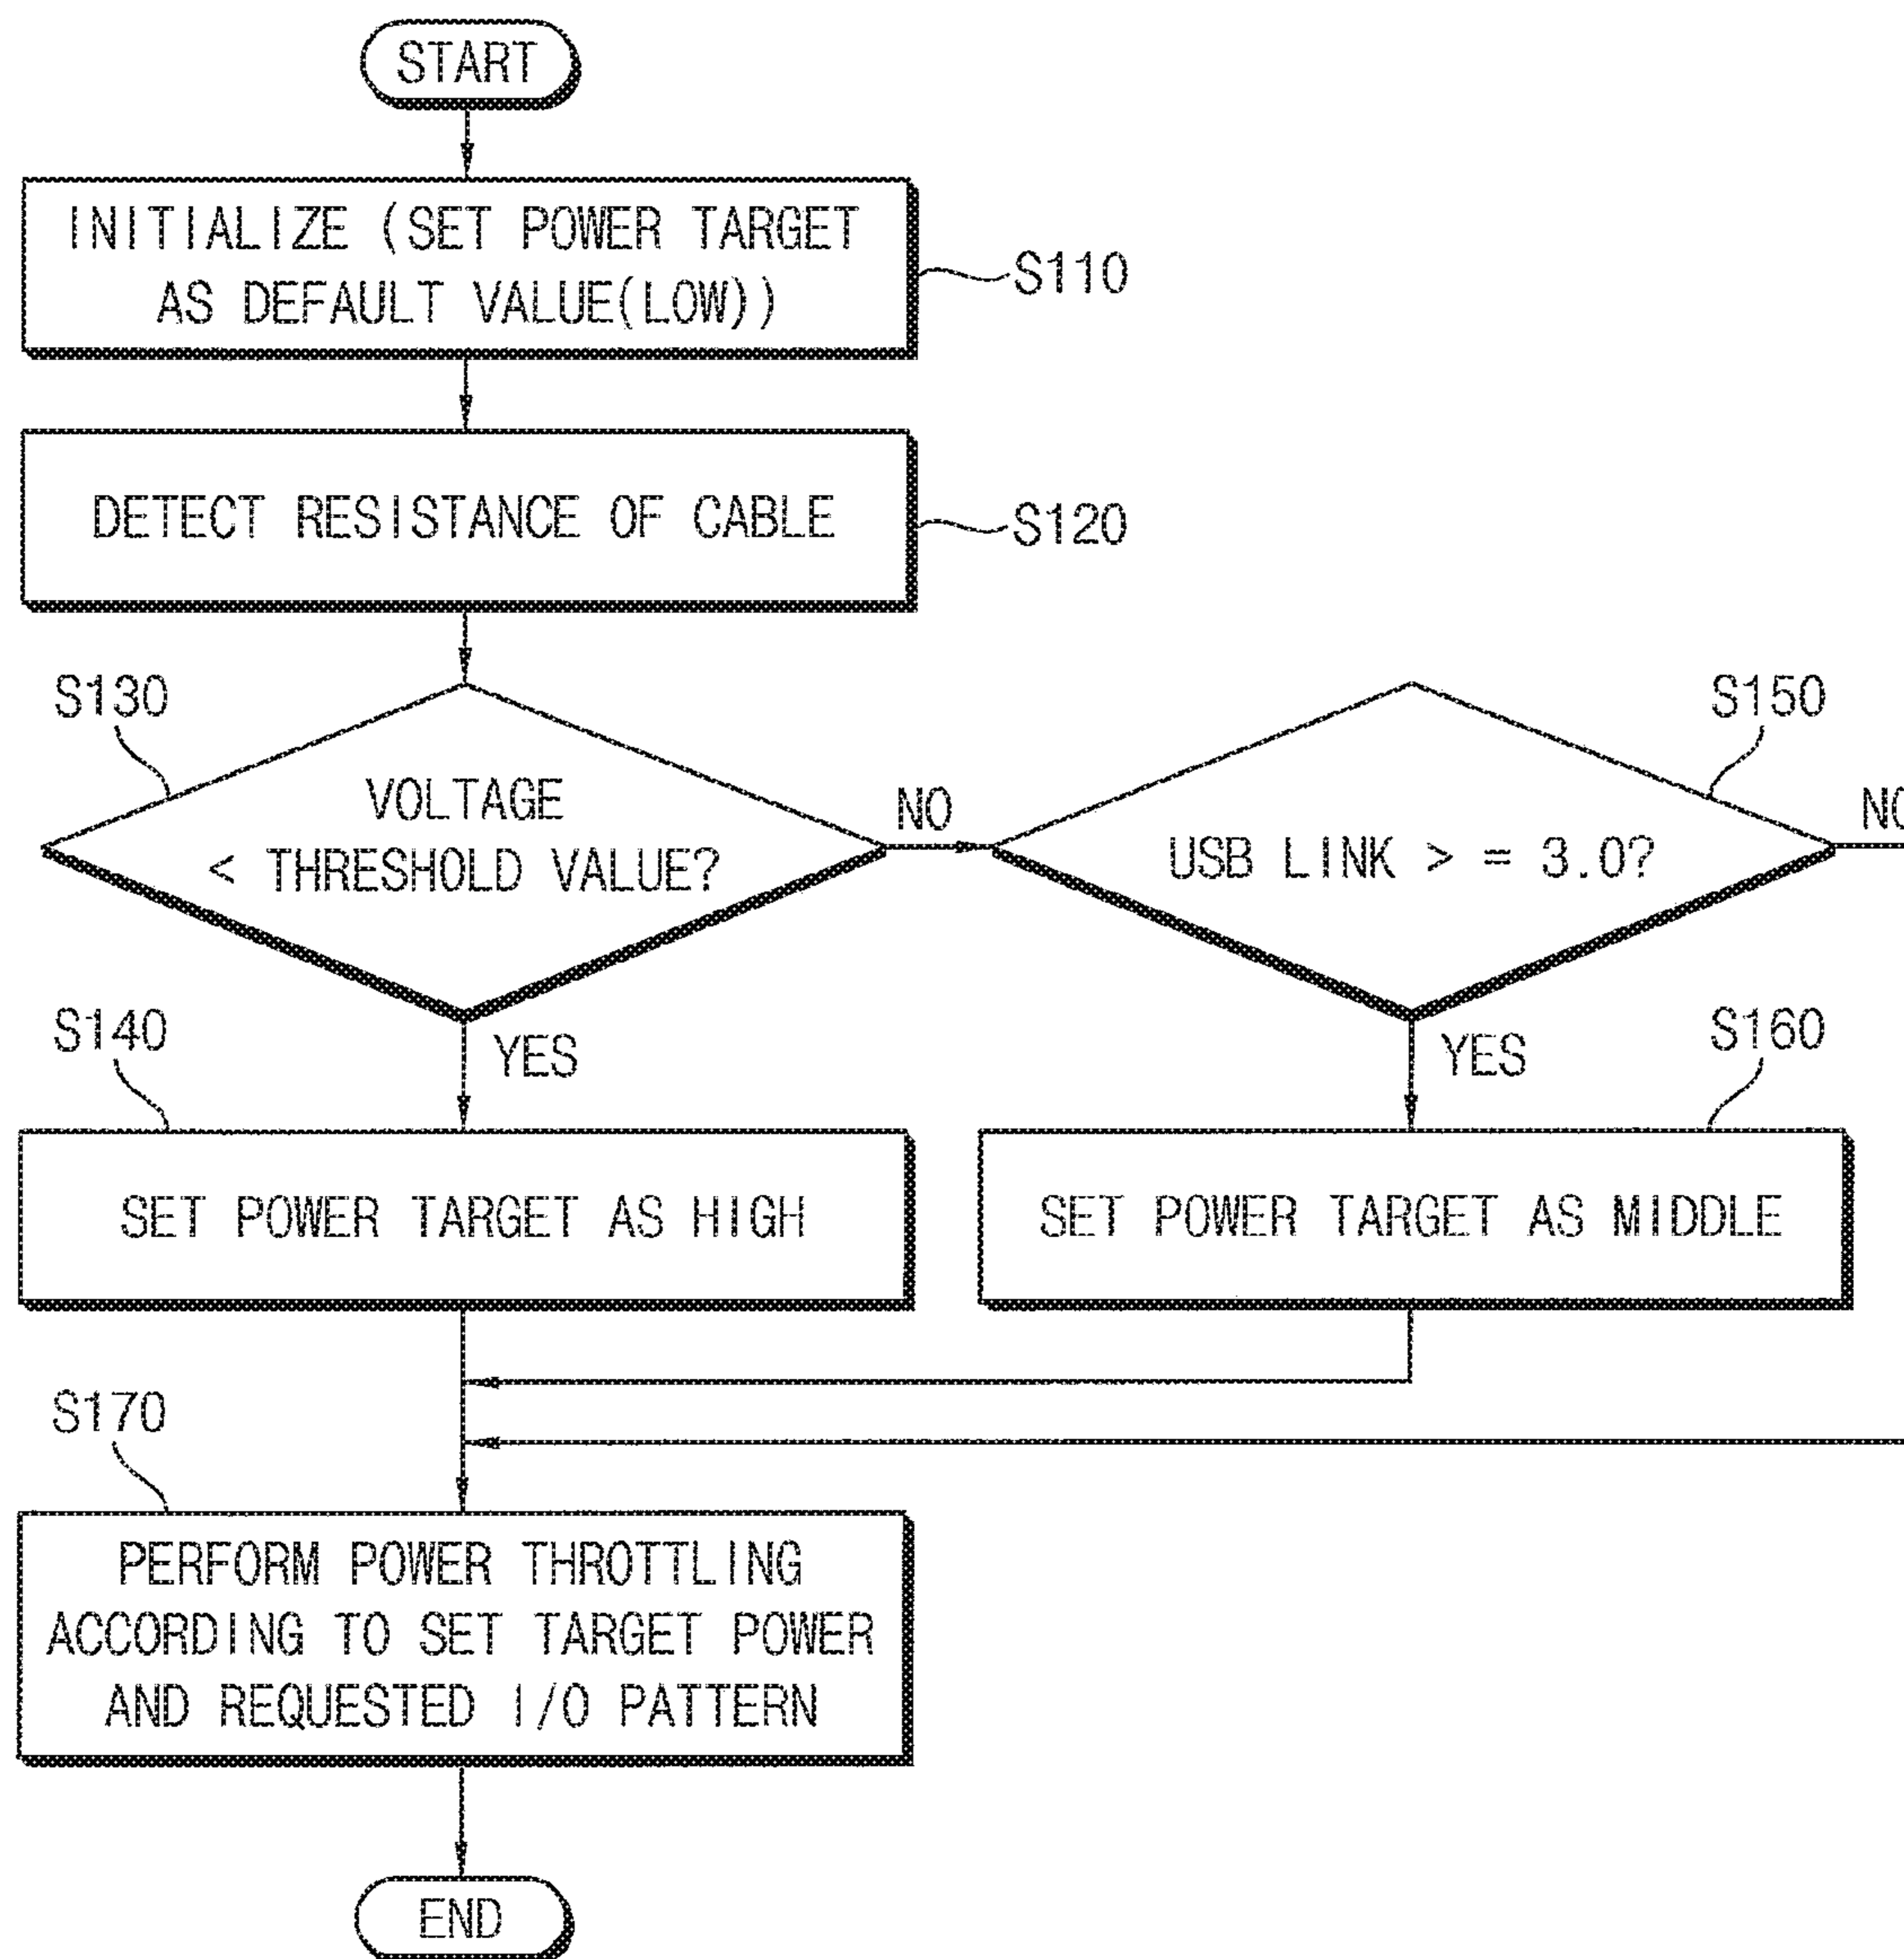 START
INITIALIZE (SET POWER TARGET
AS DEFAULT VALUE(LOW))
S110
DETECT RESISTANCE OF CABLE
S120
S130
VOLTAGE
< THRESHOLD VALUE?
NO
S150
USB LINK > = 3.0?
NO
S140
YES
S160
YES
SET POWER TARGET AS HIGH
SET POWER TARGET AS MIDDLE
S170
PERFORM POWER THROTTLING
ACCORDING TO SET TARGET POWER
AND REQUESTED I/O PATTERN
END